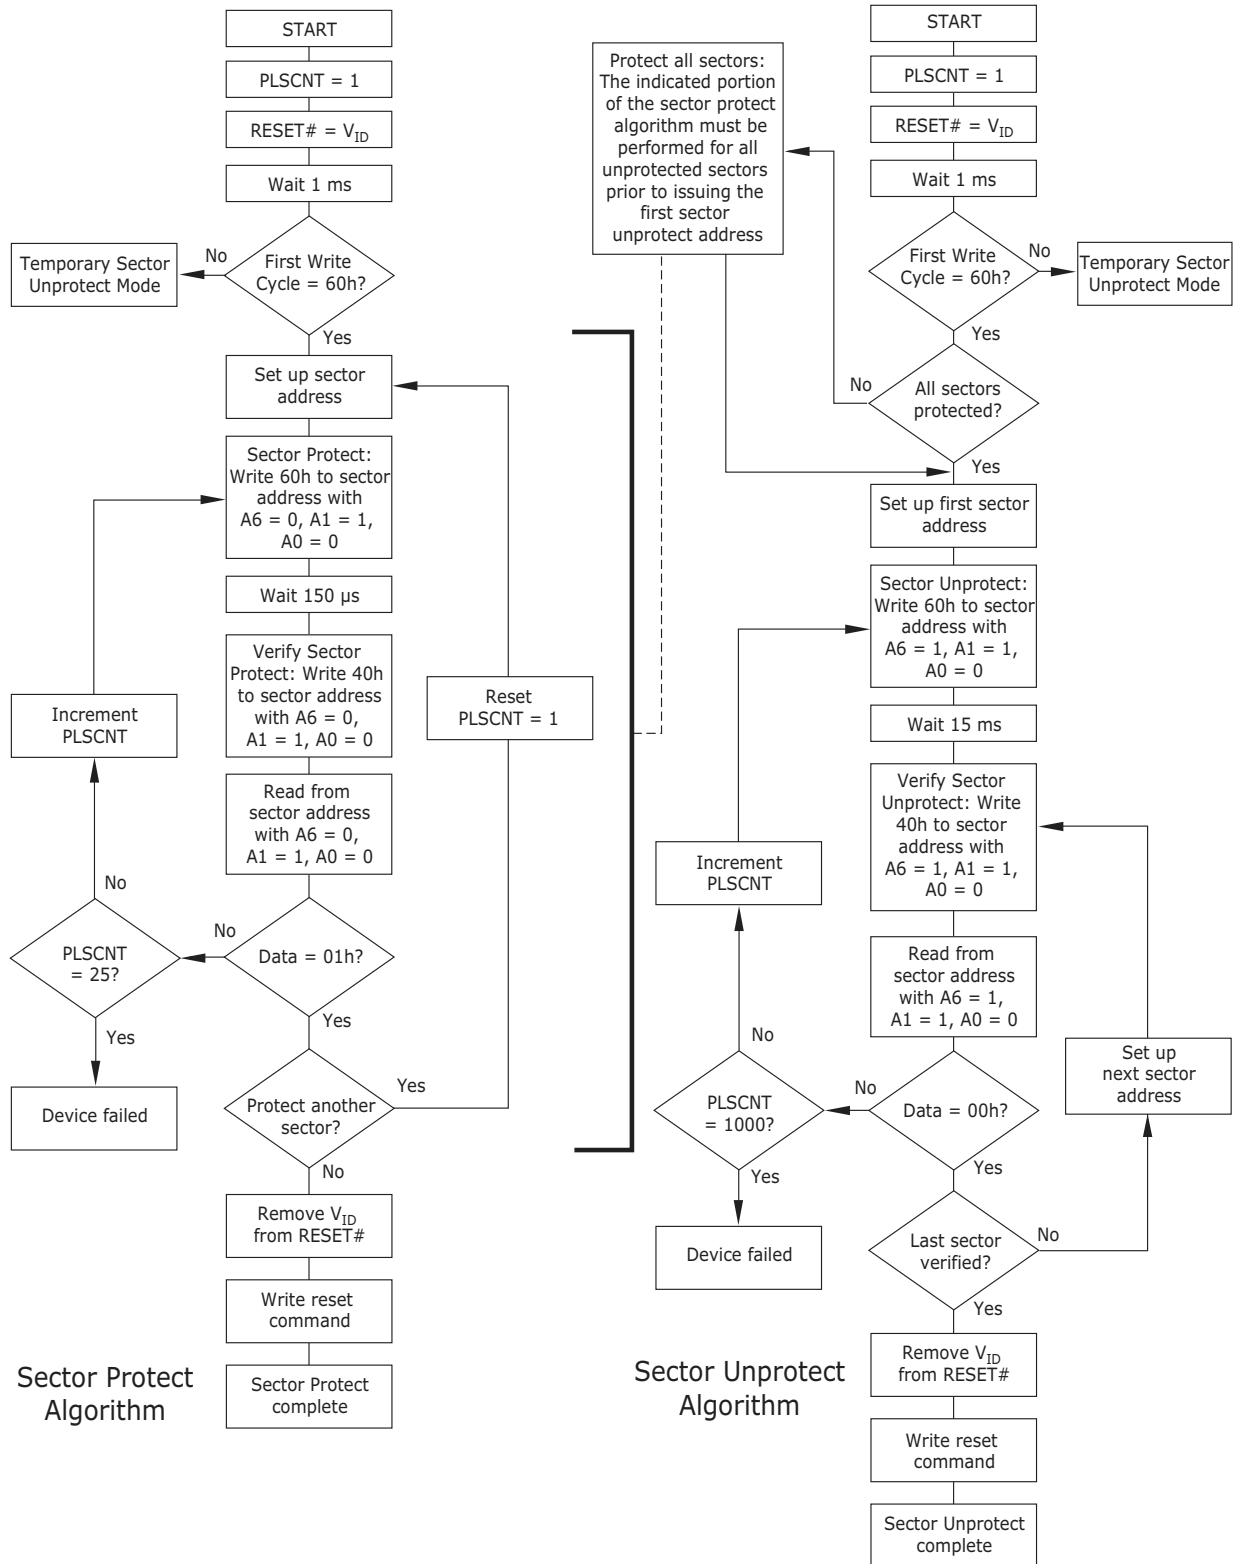 START
PLSCNT = 1
RESET# = VID
Wait 1 ms
First Write
Cycle = 60h?
No
Temporary Sector
Unprotect Mode
Yes
Set up sector
address
Sector Protect:
Write 60h to sector
address with
A6 = 0, A1 = 1,
A0 = 0
Wait 150 µs
Verify Sector
Protect: Write 40h
to sector address
with A6 = 0,
A1 = 1, A0 = 0
Increment
PLSCNT
Reset
PLSCNT = 1
Read from
sector address
with A6 = 0,
A1 = 1, A0 = 0
No
PLSCNT
= 25?
No
Data = 01h?
Yes
Yes
Device failed
Protect another
sector?
Yes
No
Remove VID
from RESET#
Write reset
command
Sector Protect
complete
Sector Protect
Algorithm
Protect all sectors:
The indicated portion
of the sector protect
algorithm must be
performed for all
unprotected sectors
prior to issuing the
first sector
unprotect address
START
PLSCNT = 1
RESET# = VID
Wait 1 ms
First Write
Cycle = 60h?
No
Temporary Sector
Unprotect Mode
Yes
No
All sectors
protected?
Yes
Set up first sector
address
Sector Unprotect:
Write 60h to sector
address with
A6 = 1, A1 = 1,
A0 = 0
Wait 15 ms
Verify Sector
Unprotect: Write
40h to sector
address with
A6 = 1, A1 = 1,
A0 = 0
Increment
PLSCNT
Read from
sector address
with A6 = 1,
A1 = 1, A0 = 0
No
PLSCNT
= 1000?
No
Data = 00h?
Set up
next sector
address
Yes
Yes
Device failed
Last sector
verified?
No
Yes
Remove VID
from RESET#
Write reset
command
Sector Unprotect
complete
Sector Unprotect
Algorithm